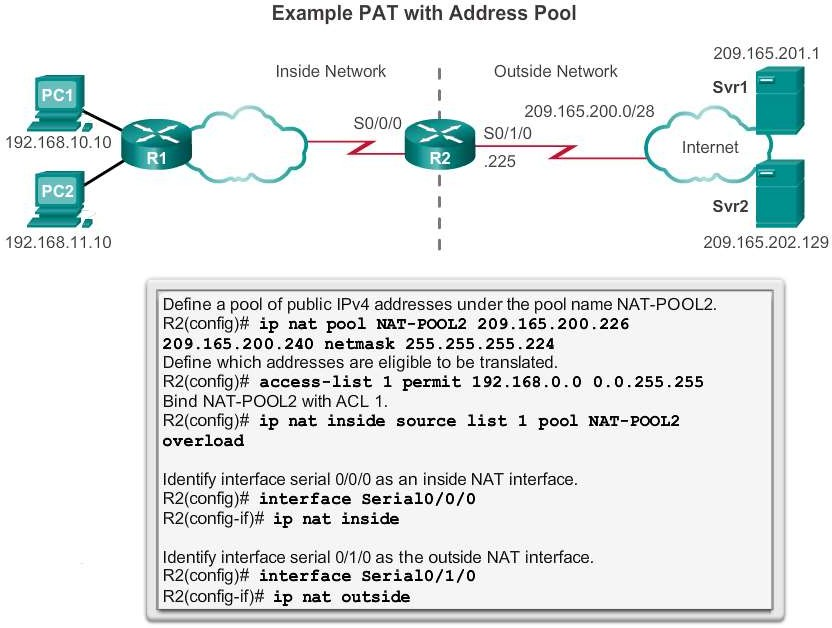 Example PAT with Address Pool
Inside Network
Outside Network
209.165.201.1
Svr1
PC1
192.168.10.10
R1
S0/0/0
R2
S0/1/0
.225
209.165.200.0/28
Internet
PC2
192.168.11.10
Svr2
209.165.202.129
Define a pool of public IPv4 addresses under the pool name NAT-POOL2.
R2(config)# ip nat pool NAT-POOL2 209.165.200.226
209.165.200.240 netmask 255.255.255.224
Define which addresses are eligible to be translated.
R2(config)# access-list 1 permit 192.168.0.0 0.0.255.255
Bind NAT-POOL2 with ACL 1.
R2(config)# ip nat inside source list 1 pool NAT-POOL2
overload
Identify interface serial 0/0/0 as an inside NAT interface.
R2(config)# interface Serial0/0/0
R2(config-if)# ip nat inside
Identify interface serial 0/1/0 as the outside NAT interface.
R2(config)# interface Serial0/1/0
R2(config-if)# ip nat outside